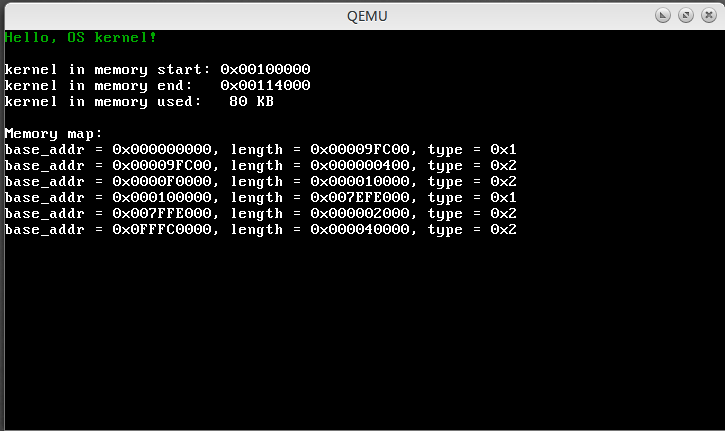 QEMU
Hello, OS kernel!
kernel in memory start: 0x00100000
kernel in memory end:   0x00114000
kernel in memory used:   80 KB
Memory map:
base_addr = 0x000000000, length = 0x00009FC00, type = 0x1
base_addr = 0x00009FC00, length = 0x000000400, type = 0x2
base_addr = 0x0000F0000, length = 0x000010000, type = 0x2
base_addr = 0x000100000, length = 0x007EFE000, type = 0x1
base_addr = 0x007FFE000, length = 0x000002000, type = 0x2
base_addr = 0x0FFFC0000, length = 0x000040000, type = 0x2